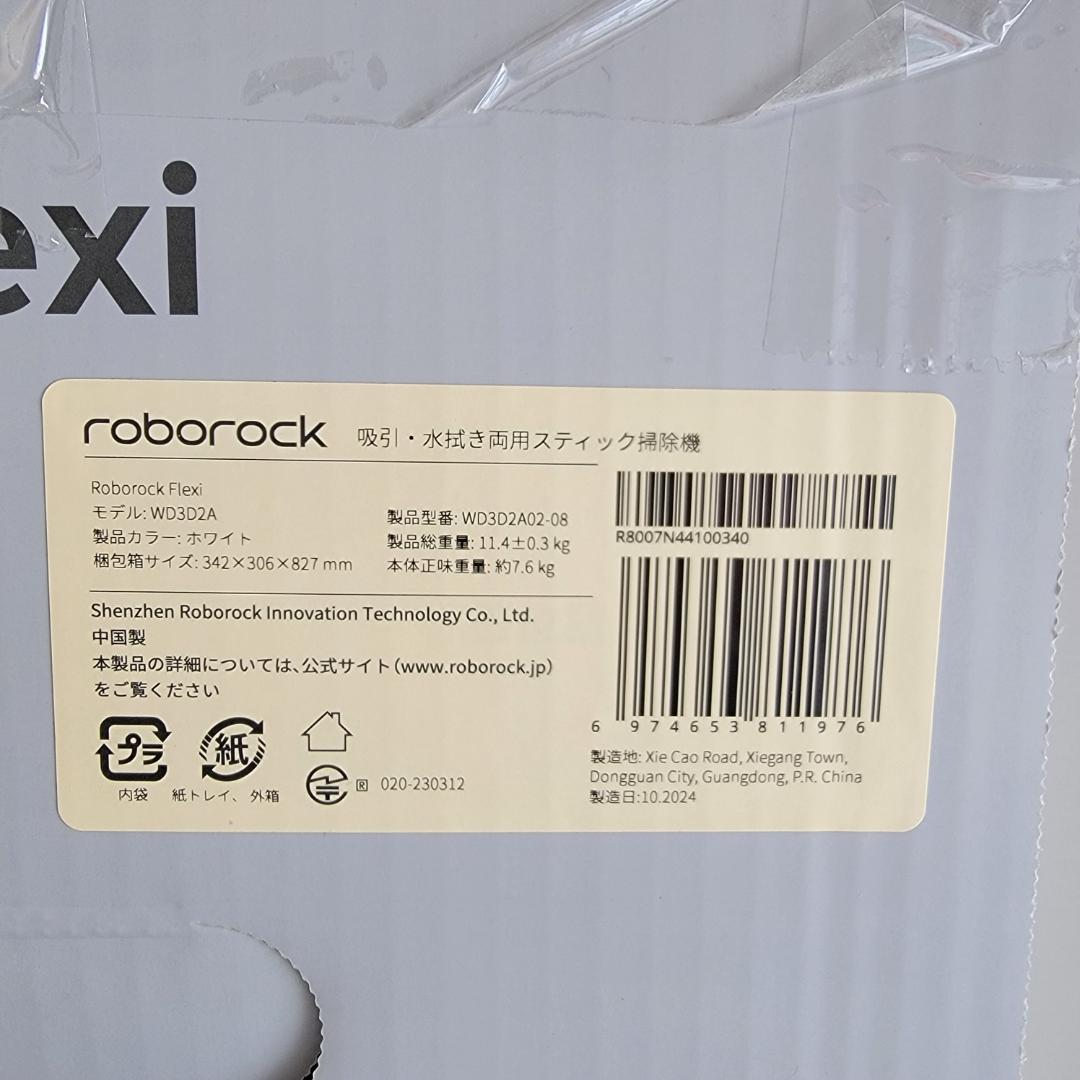 exi
roborock 吸引・水拭き両用スティック掃除機
Roborock Flexi
モデル: WD3D2A
製品カラー: ホワイト
梱包箱サイズ: 342×306×827 mm
製品型番: WD3D2A02-08
製品総重量: 11.4±0.3 kg
本体正味重量: 約7.6 kg
R8007N44100340
Shenzhen Roborock Innovation Technology Co., Ltd.
中国製
本製品の詳細については、公式サイト（www.roborock.jp）
をご覧ください
6 974653 811976
プラ
紙
内袋
紙トレイ、外箱
R 020-230312
製造地: Xie Cao Road, Xiegang Town,
Dongguan City, Guangdong, P.R. China
製造日:10.2024